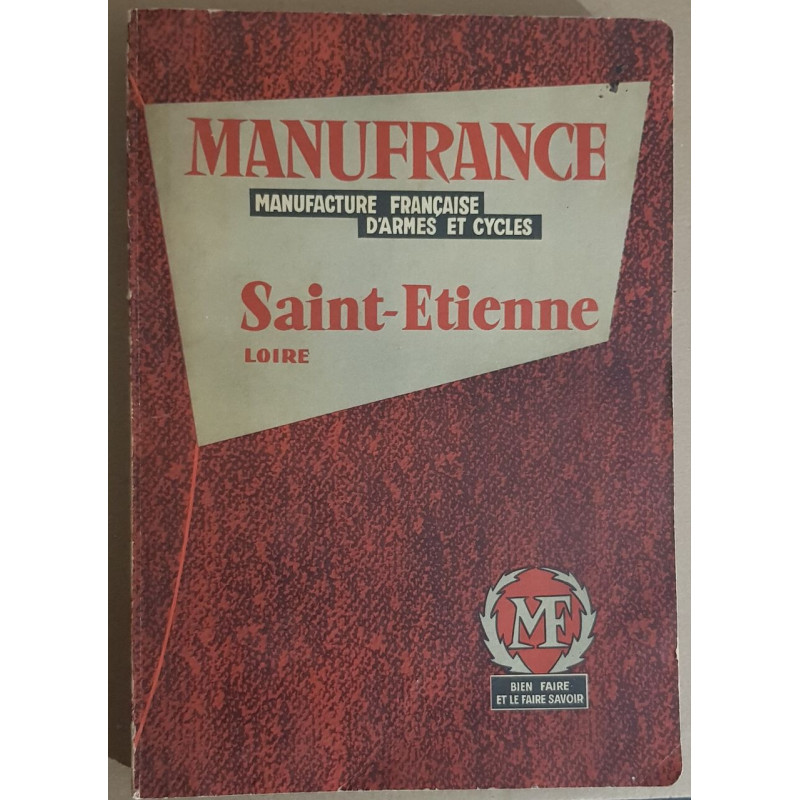 MANUFRANCE
MANUFACTURE FRANÇAISE
D'ARMES ET CYCLES
Saint-Etienne
LOIRE
MF
BIEN FAIRE
ET LE FAIRE SAVOIR